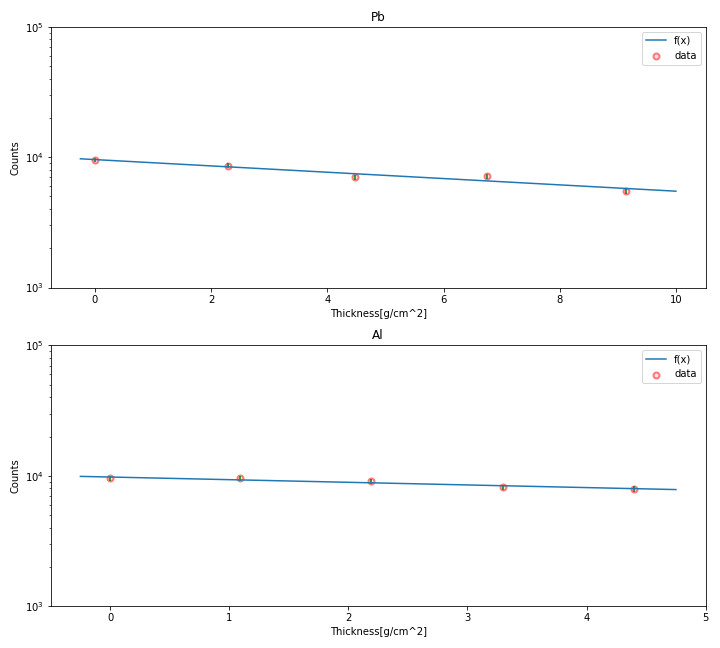 Pb
10^5
f(x)
data
10^4
Counts
10^3
0 2 4 6 8 10
Thickness[g/cm^2]
Al
10^5
f(x)
data
10^4
Counts
10^3
0 1 2 3 4 5
Thickness[g/cm^2]